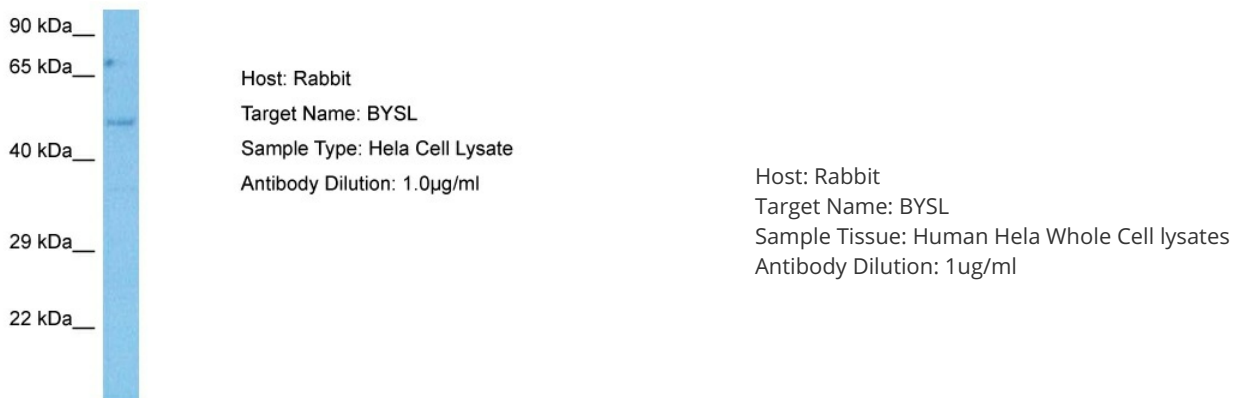 90 kDa__
65 kDa__
40 kDa__
29 kDa__
22 kDa__
Host: Rabbit
Target Name: BYSL
Sample Type: Hela Cell Lysate
Antibody Dilution: 1.0µg/ml
Host: Rabbit
Target Name: BYSL
Sample Tissue: Human Hela Whole Cell lysates
Antibody Dilution: 1ug/ml